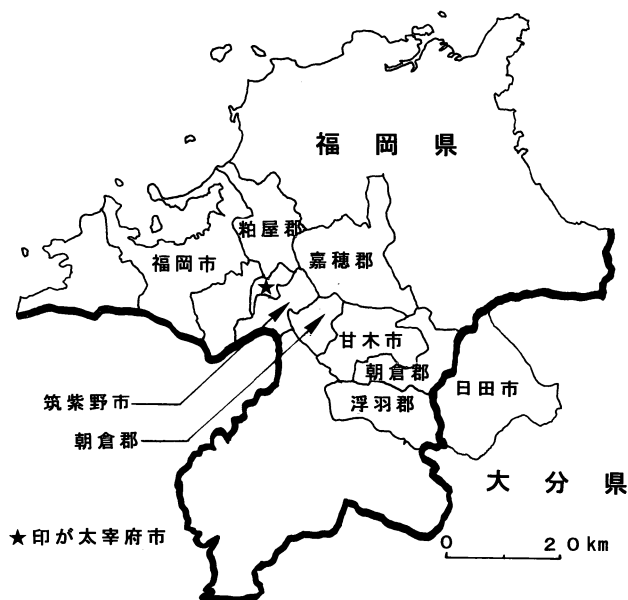 福岡県
粕屋郡
福岡市
嘉穂郡
甘木市
朝倉郡
日田市
筑紫野市
浮羽郡
朝倉郡
大分県
★印が太宰府市
0 20km